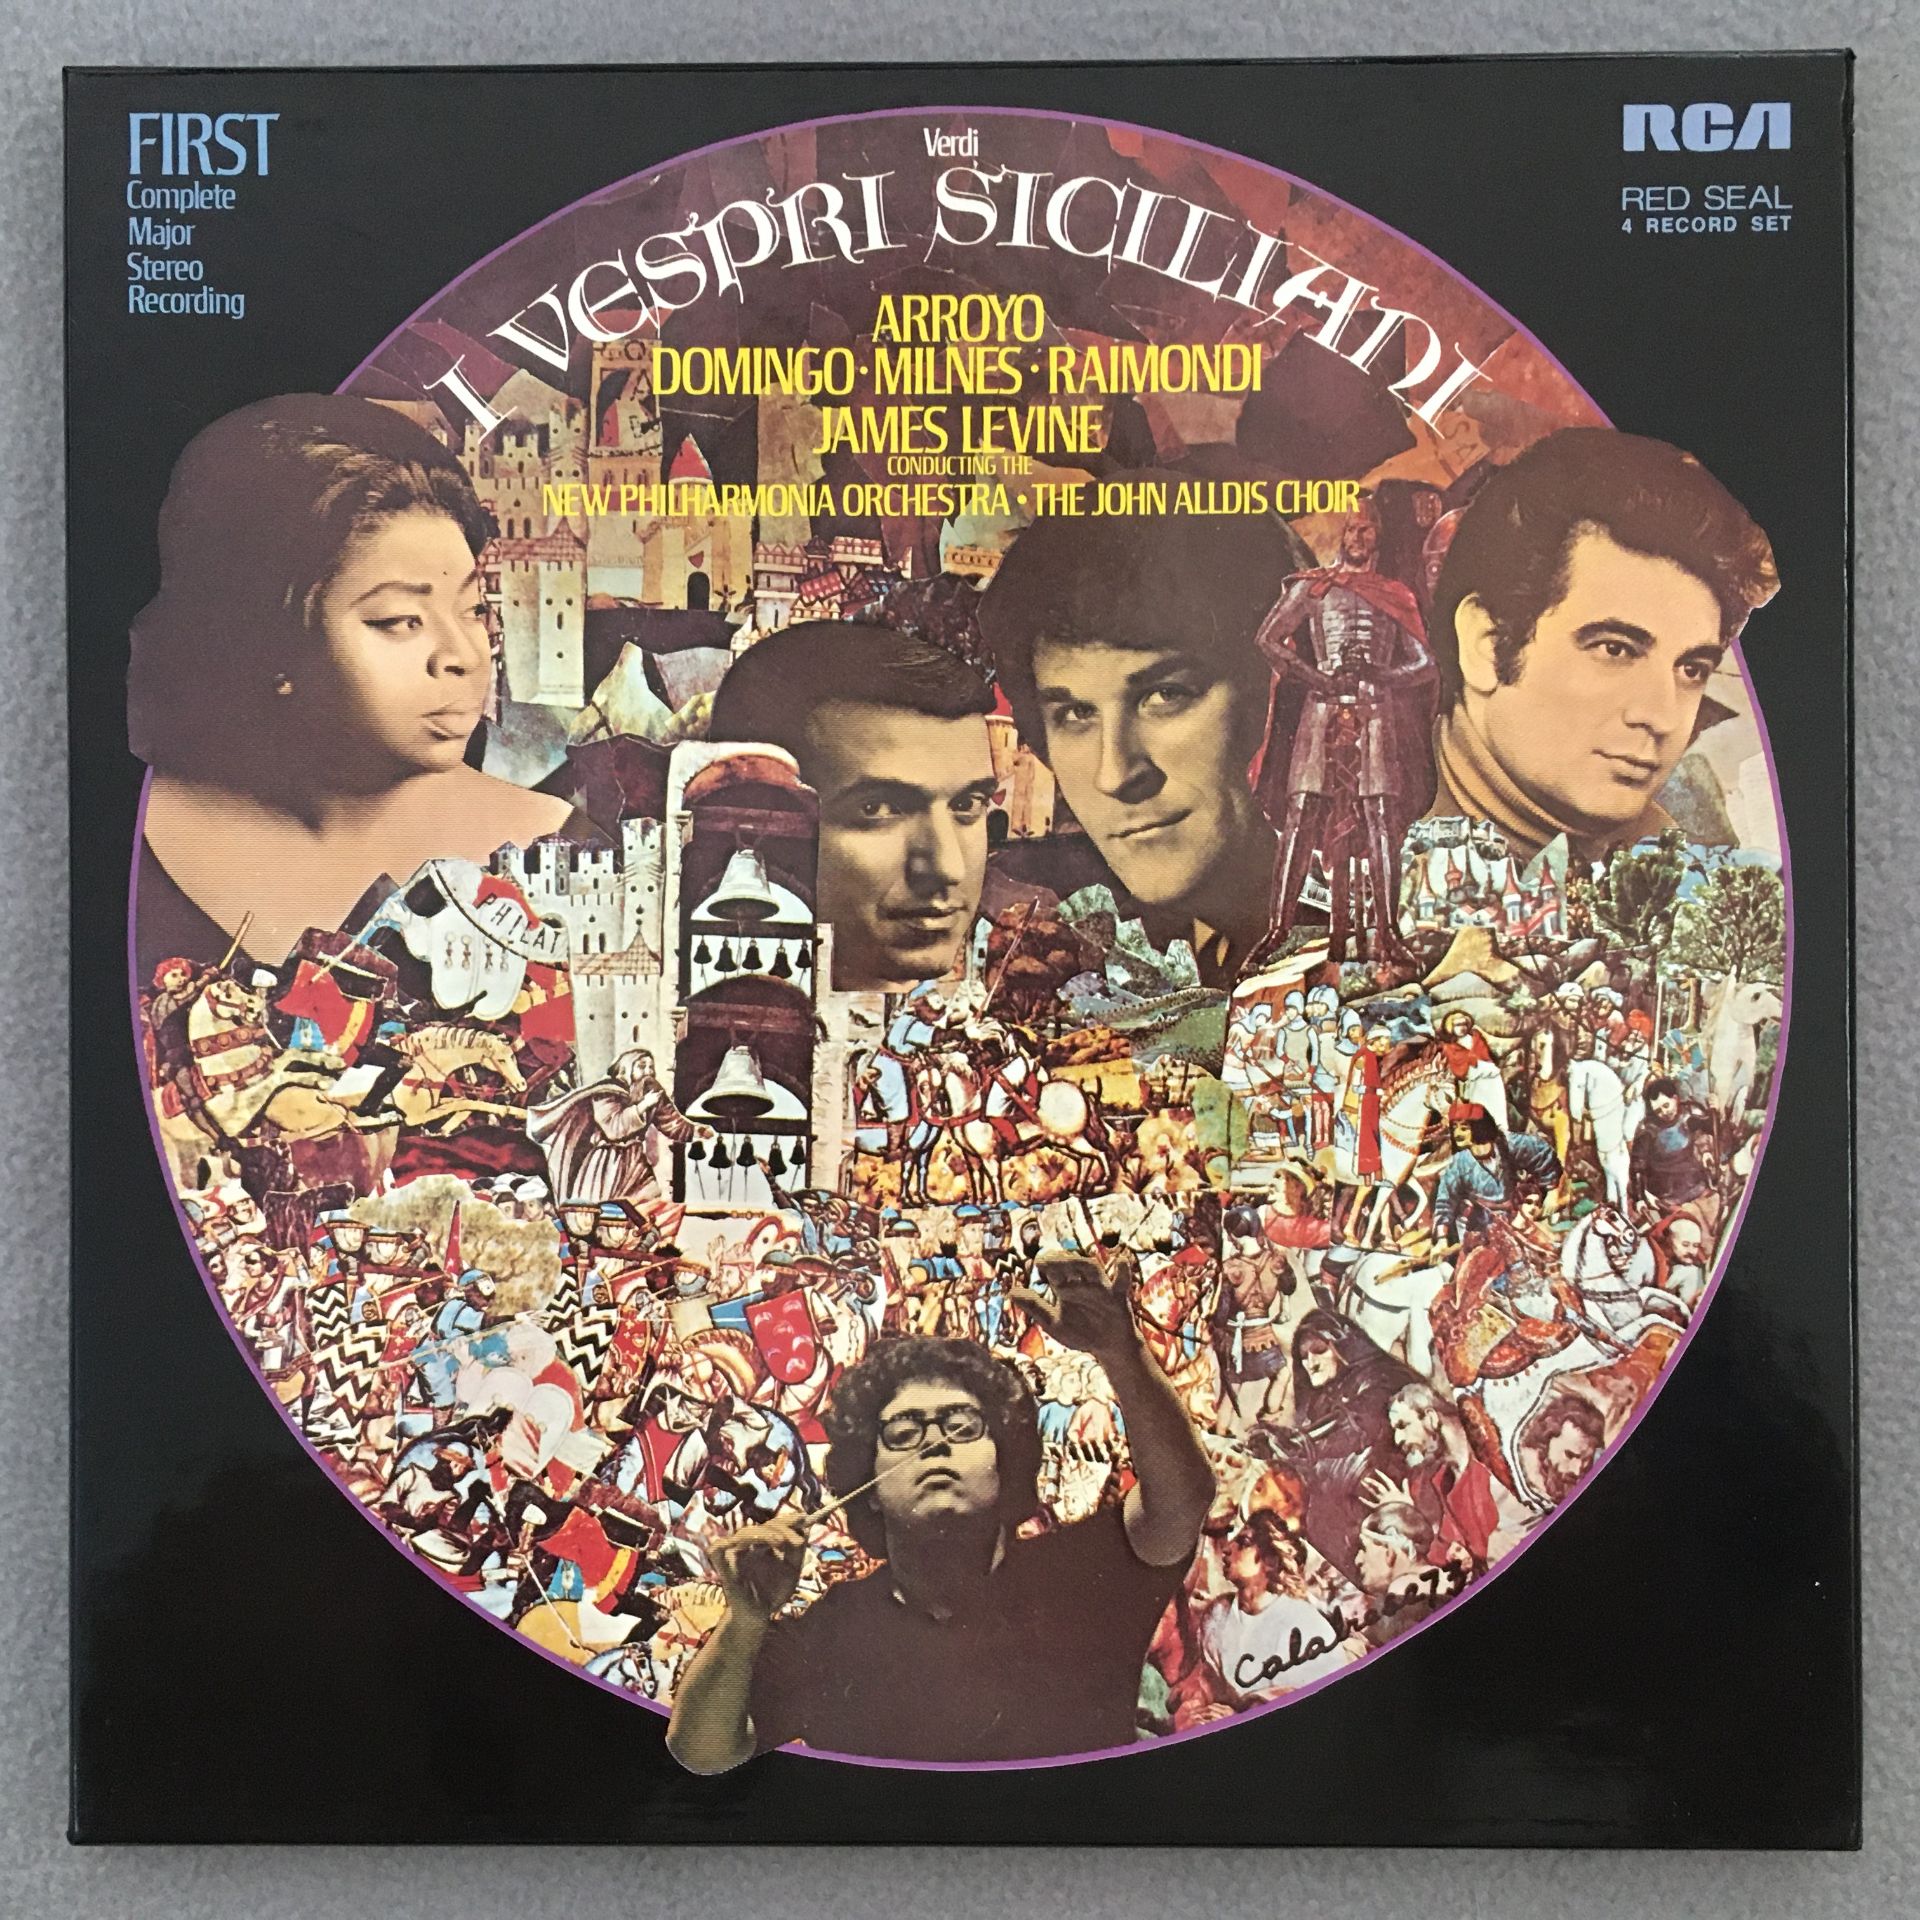 FIRST
Complete
Major
Stereo
Recording
RCA
RED SEAL
4 RECORD SET
Verdi
I VESPRI SICILIANI
ARROYO
DOMINGO · MILNES · RAIMONDI
JAMES LEVINE
CONDUCTING THE
NEW PHILHARMONIA ORCHESTRA · THE JOHN ALLDIS CHOIR
PHILAT
Calabrese 73